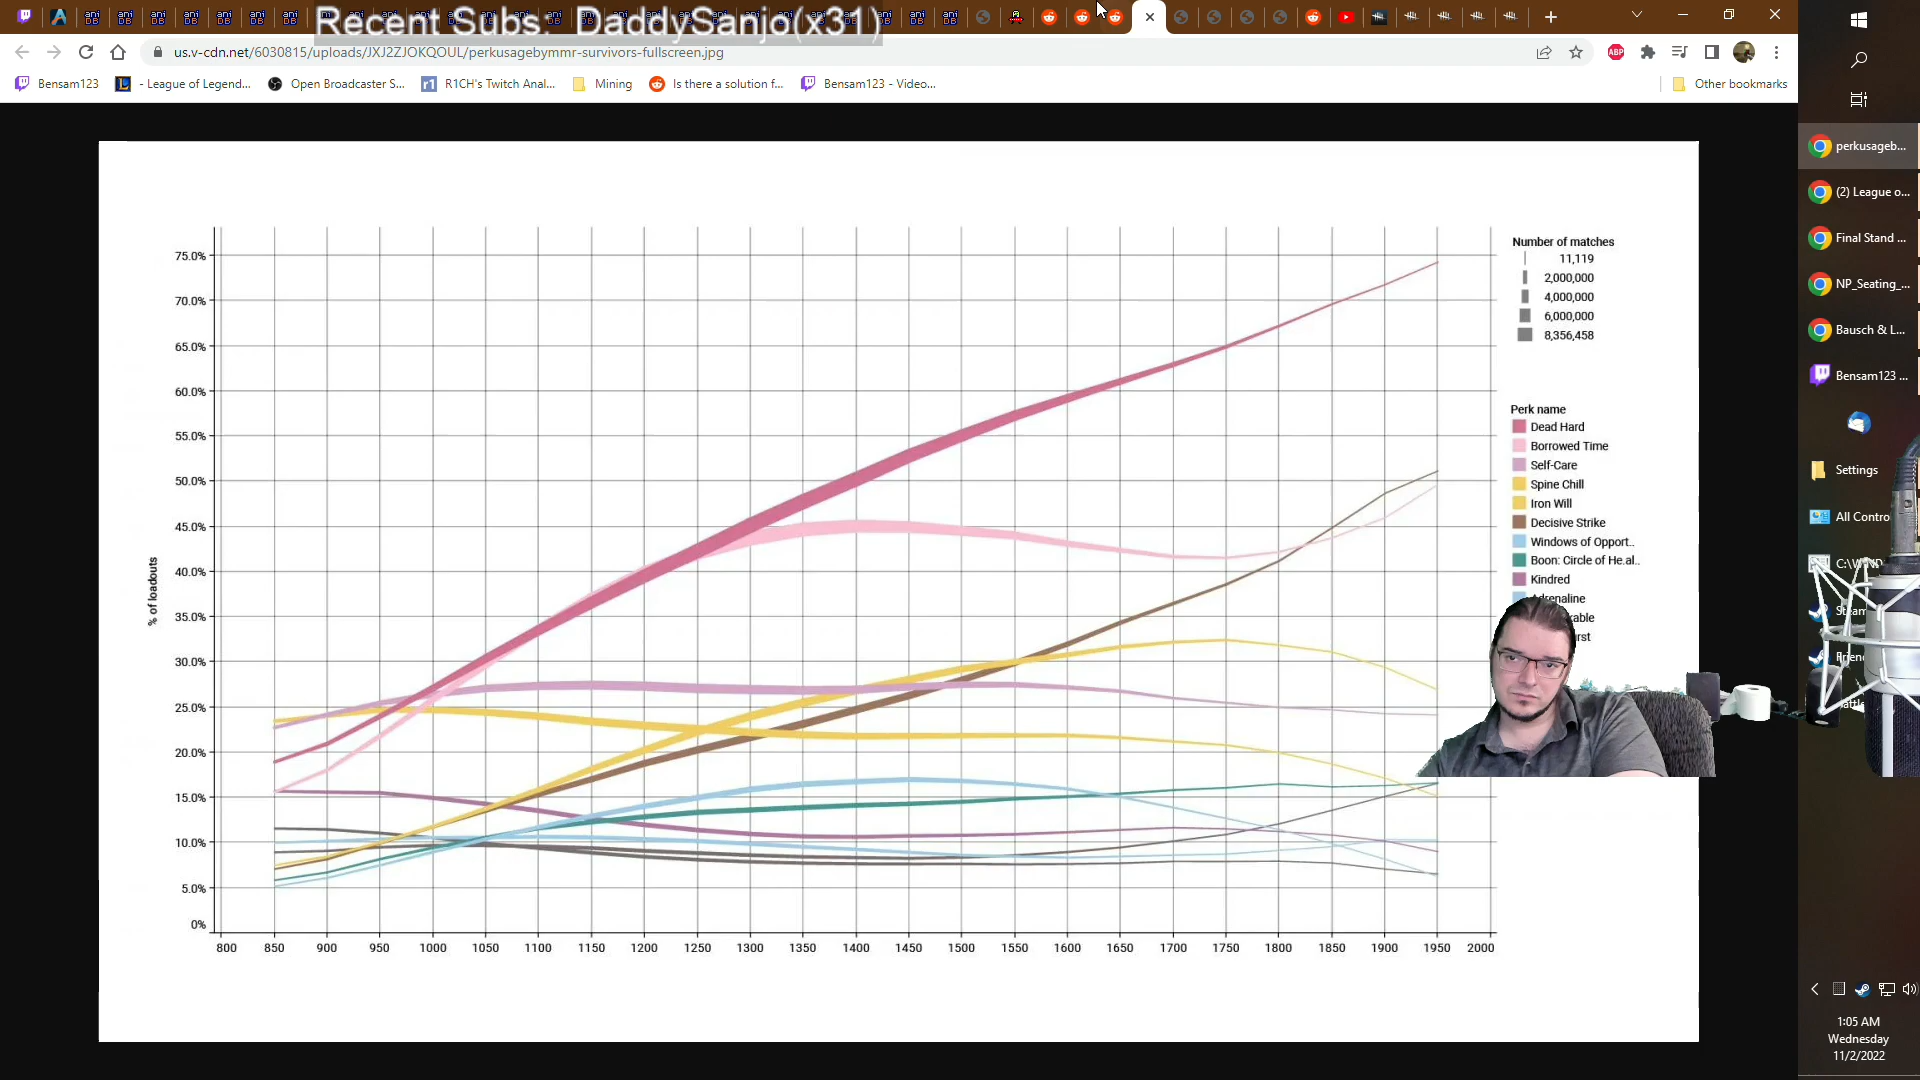 Recent Subs: DaddySanjo(x31)
us.v-cdn.net/6030815/uploads/JXJ2ZJOKQOUL/perkusagebymmr-survivors-fullscreen.jpg
Bensam123
- League of Legend...
Open Broadcaster S...
R1CH's Twitch Anal...
Mining
Is there a solution f...
Bensam123 - Video...
Other bookmarks
perkusageb...
(2) League o...
Final Stand ...
NP_Seating_...
Bausch & L...
Bensam123 ...
Settings
All Contro
C:\WIND
Steam
Frien
Number of matches
11,119
2,000,000
4,000,000
6,000,000
8,356,458
Perk name
Dead Hard
Borrowed Time
Self-Care
Spine Chill
Iron Will
Decisive Strike
Windows of Opport..
Boon: Circle of He.al..
Kindred
Adrenaline
kable
rst
% of loadouts
75.0%
70.0%
65.0%
60.0%
55.0%
50.0%
45.0%
40.0%
35.0%
30.0%
25.0%
20.0%
15.0%
10.0%
5.0%
0%
800 850 900 950 1000 1050 1100 1150 1200 1250 1300 1350 1400 1450 1500 1550 1600 1650 1700 1750 1800 1850 1900 1950 2000
1:05 AM
Wednesday
11/2/2022